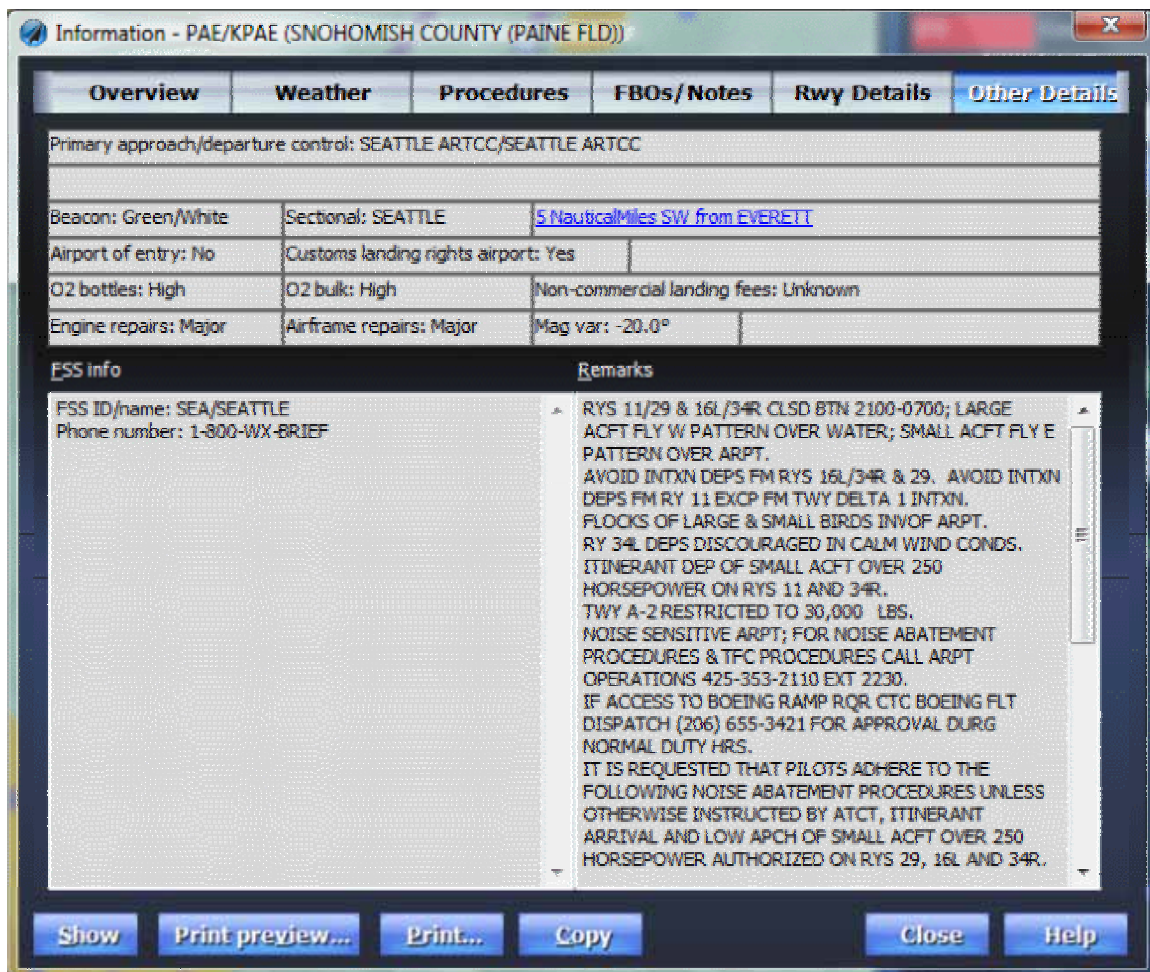 Information - PAE/KPAE (SNOHOMISH COUNTY (PAINE FLD))
X
Overview Weather Procedures FBOs/Notes Rwy Details Other Details
Primary approach/departure control: SEATTLE ARTCC/SEATTLE ARTCC
Beacon: Green/White Sectional: SEATTLE 5 NauticalMiles SW from EVERETT
Airport of entry: No Customs landing rights airport: Yes
O2 bottles: High O2 bulk: High Non-commercial landing fees: Unknown
Engine repairs: Major Airframe repairs: Major Mag var: -20.0°
FSS info
FSS ID/name: SEA/SEATTLE
Phone number: 1-800-WX-BRIEF
Remarks
RYS 11/29 & 16L/34R CLSD BTN 2100-0700; LARGE
ACFT FLY W PATTERN OVER WATER; SMALL ACFT FLY E
PATTERN OVER ARPT.
AVOID INTXN DEPS FM RYS 16L/34R & 29. AVOID INTXN
DEPS FM RY 11 EXCP FM TWY DELTA 1 INTXN.
FLOCKS OF LARGE & SMALL BIRDS INVOF ARPT.
RY 34L DEPS DISCOURAGED IN CALM WIND CONDS.
ITINERANT DEP OF SMALL ACFT OVER 250
HORSEPOWER ON RYS 11 AND 34R.
TWY A-2 RESTRICTED TO 30,000 LBS.
NOISE SENSITIVE ARPT; FOR NOISE ABATEMENT
PROCEDURES & TFC PROCEDURES CALL ARPT
OPERATIONS 425-353-2110 EXT 2230.
IF ACCESS TO BOEING RAMP RQR CTC BOEING FLT
DISPATCH (206) 655-3421 FOR APPROVAL DURG
NORMAL DUTY HRS.
IT IS REQUESTED THAT PILOTS ADHERE TO THE
FOLLOWING NOISE ABATEMENT PROCEDURES UNLESS
OTHERWISE INSTRUCTED BY ATCT, ITINERANT
ARRIVAL AND LOW APCH OF SMALL ACFT OVER 250
HORSEPOWER AUTHORIZED ON RYS 29, 16L AND 34R.
Show Print preview... Print... Copy Close Help